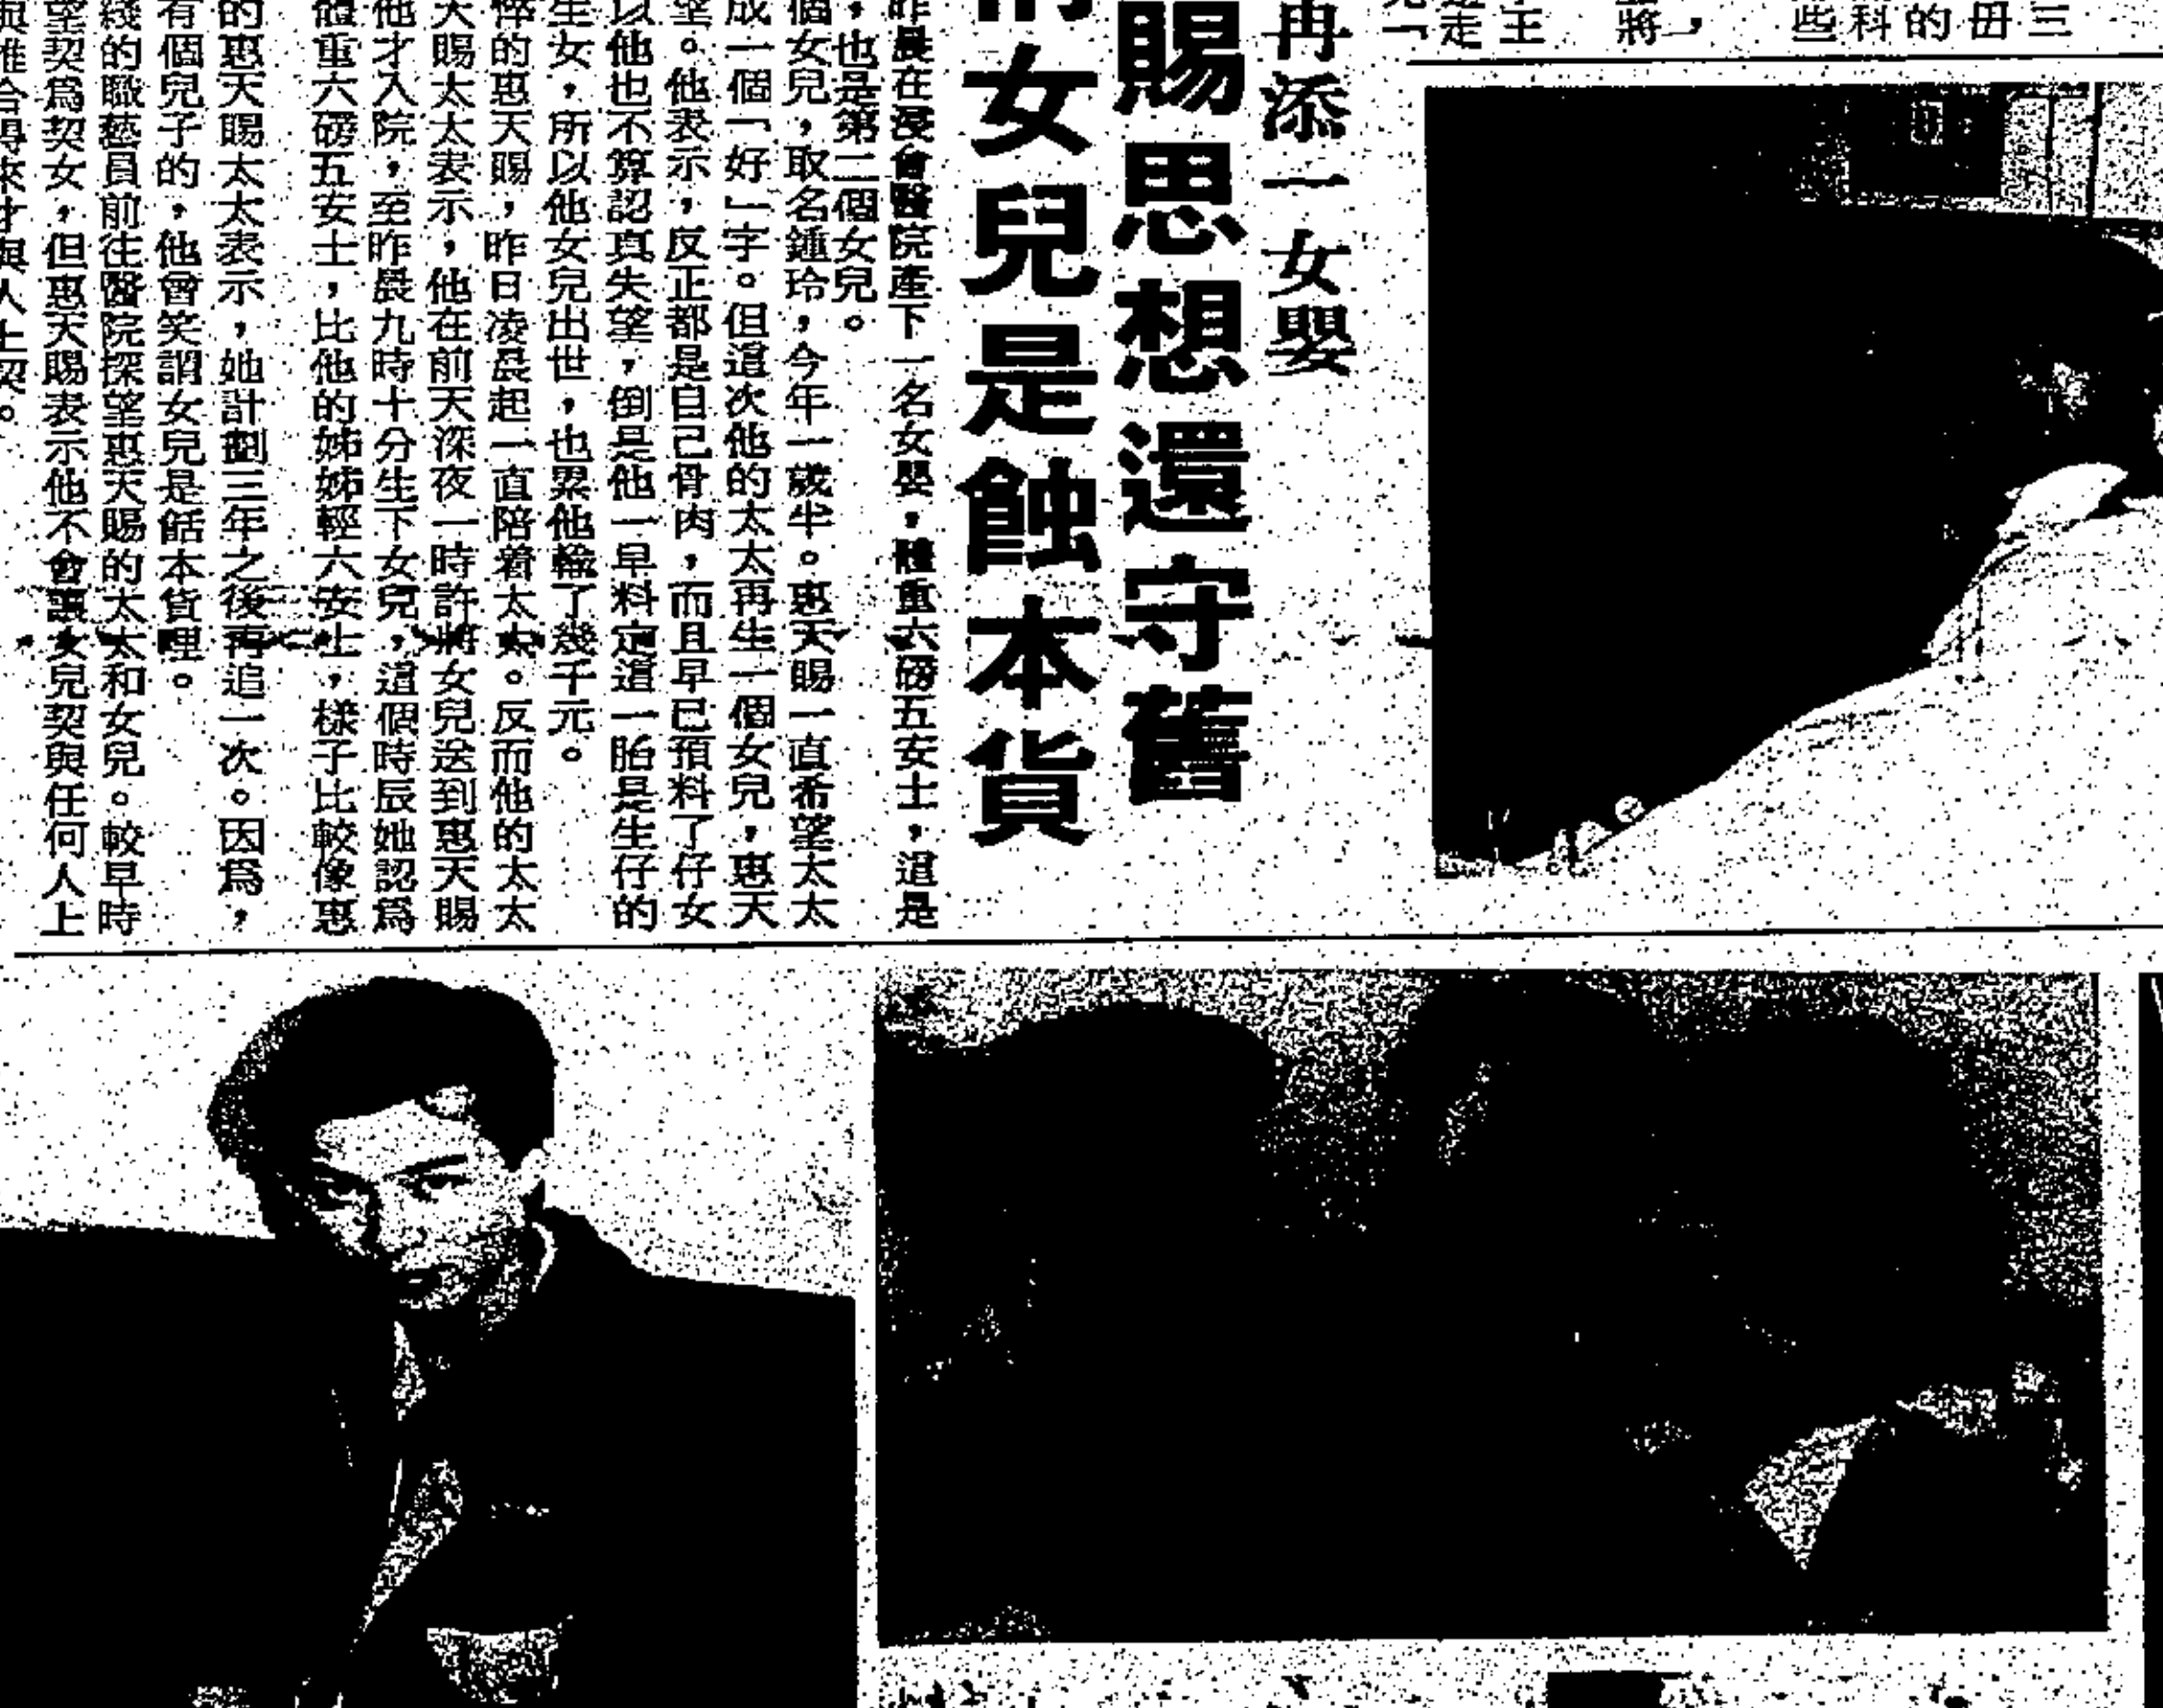 三
毌
的
科
些
，
將
王
走
再添一女嬰
賜思想還守舊
女兒是蝕本貨
昨晨在浸會醫院產下一名女嬰，體重六磅五安士，這是
，也是第二個女兒。
個女兒，取名鍾玲，今年一歲半。惠天賜一直希望太太
成一個「好」字。但這次他的太太再生一個女兒，惠天
望。他表示，反正都是自己骨肉，而且早已預料了仔女
以他也不算認真失望，倒是他一早料定這一胎是生仔的
生女，所以他女兒出世，也累他輸了幾千元。
悴的惠天賜，昨日凌晨起一直陪着太太。反而他的太太
天賜太太表示，他在前天深夜一時許將女兒送到惠天賜
他才入院，至昨晨九時十分生下女兒，這個時辰她認爲
體重六磅五安士，比他的姊姊輕六安士，樣子比較像惠
的惠天賜太太表示，她計劃三年之後再追一次。因爲，
有個兒子的，他曾笑謂女兒是餂本貨理。
綫的職藝員前往醫院探望惠天賜的太太和女兒。較早時
望契爲契女，但惠天賜表示他不會讓女兒契與任何人上
與誰合得來才與人上契。